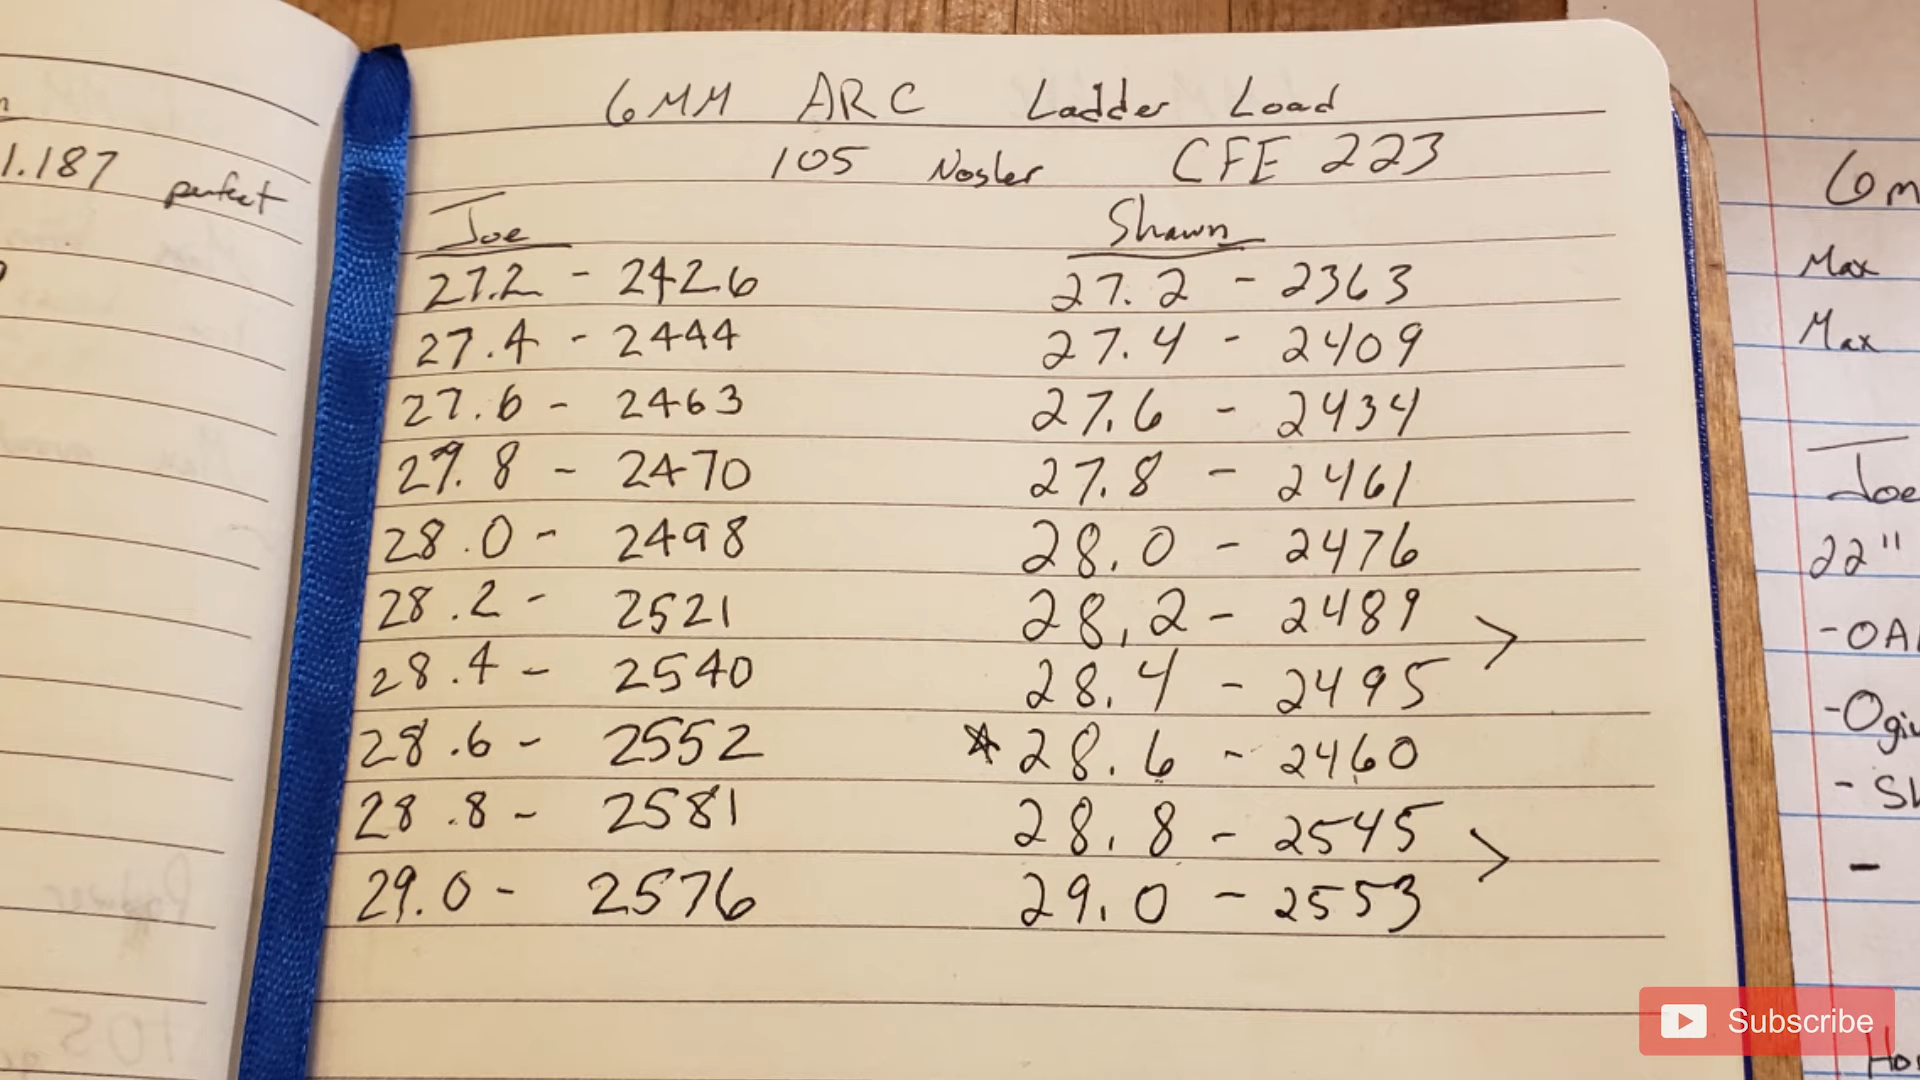 6MM ARC Ladder Load
105 Nosler CFE 223
Joe Shawn
27.2 - 2426 27.2 - 2363
27.4 - 2444 27.4 - 2409
27.6 - 2463 27.6 - 2434
27.8 - 2470 27.8 - 2461
28.0 - 2498 28.0 - 2476
28.2 - 2521 28.2 - 2489 >
28.4 - 2540 28.4 - 2495
28.6 - 2552 * 28.6 - 2460
28.8 - 2581 28.8 - 2545 >
29.0 - 2576 29.0 - 2553
1.187 perfect
6m
Max
Max
Joe
22"
-OA
-Ogiv
- S
-
Subscribe
Ho